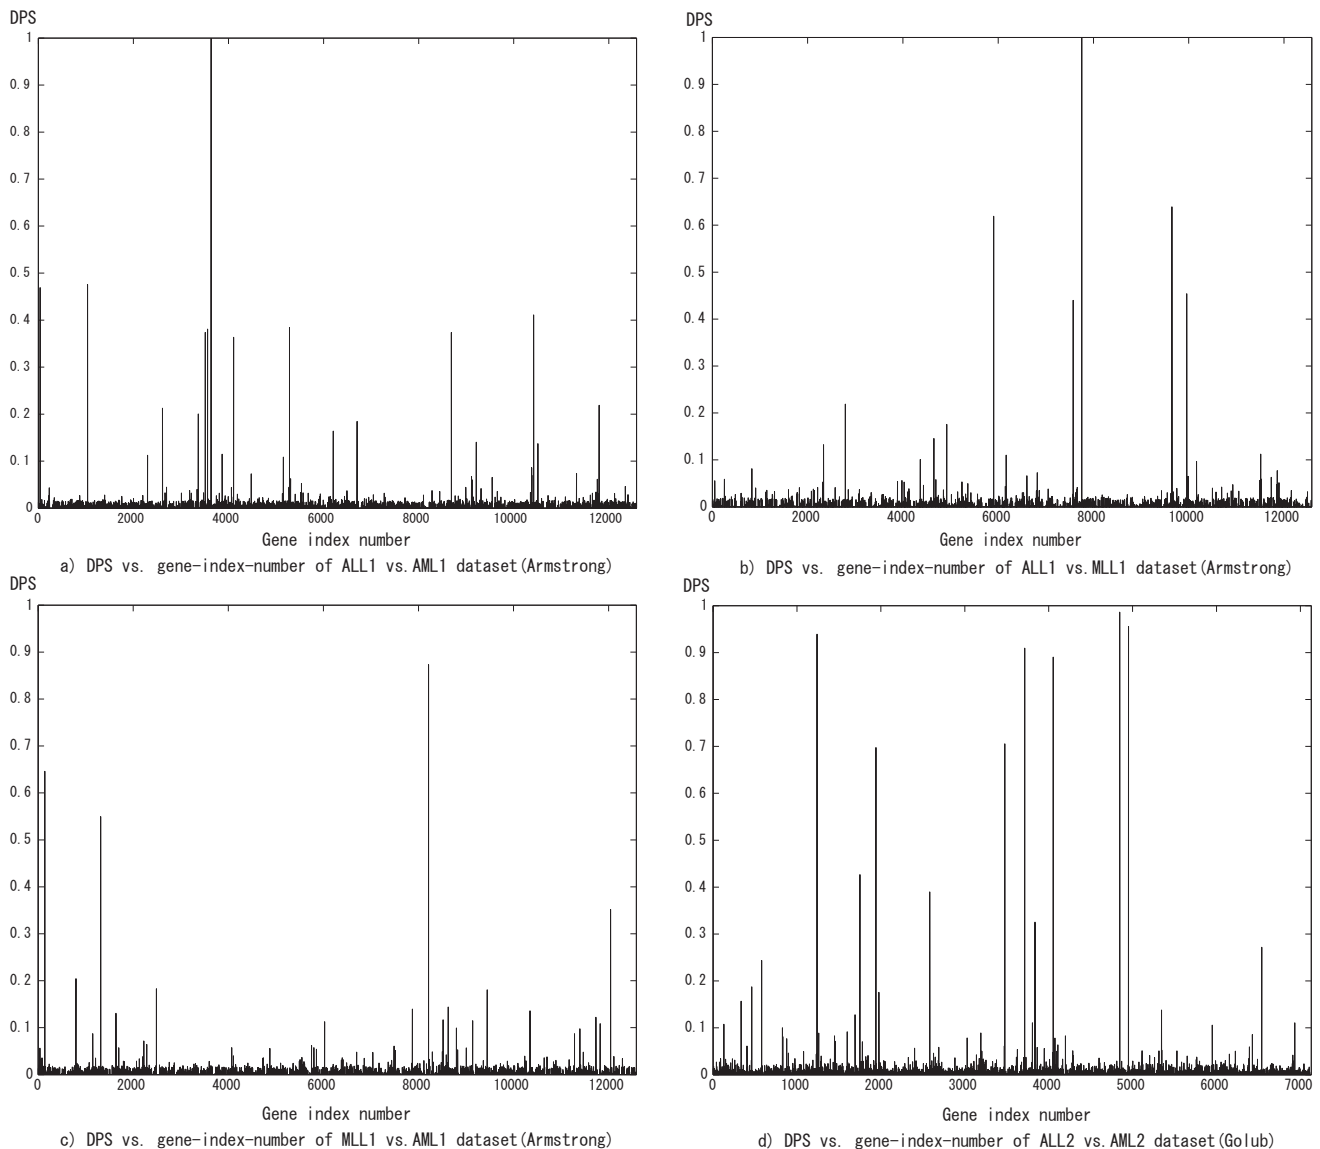 DPS
1
0.9
0.8
0.7
0.6
0.5
0.4
0.3
0.2
0.1
0
0 2000 4000 6000 8000 10000 12000
Gene index number
a) DPS vs. gene-index-number of ALL1 vs.AML1 dataset(Armstrong)
DPS
1
0.9
0.8
0.7
0.6
0.5
0.4
0.3
0.2
0.1
0
0 2000 4000 6000 8000 10000 12000
Gene index number
b) DPS vs. gene-index-number of ALL1 vs.MLL1 dataset(Armstrong)
DPS
1
0.9
0.8
0.7
0.6
0.5
0.4
0.3
0.2
0.1
0
0 2000 4000 6000 8000 10000 12000
Gene index number
c) DPS vs. gene-index-number of MLL1 vs.AML1 dataset(Armstrong)
DPS
1
0.9
0.8
0.7
0.6
0.5
0.4
0.3
0.2
0.1
0
0 1000 2000 3000 4000 5000 6000 7000
Gene index number
d) DPS vs. gene-index-number of ALL2 vs.AML2 dataset(Golub)